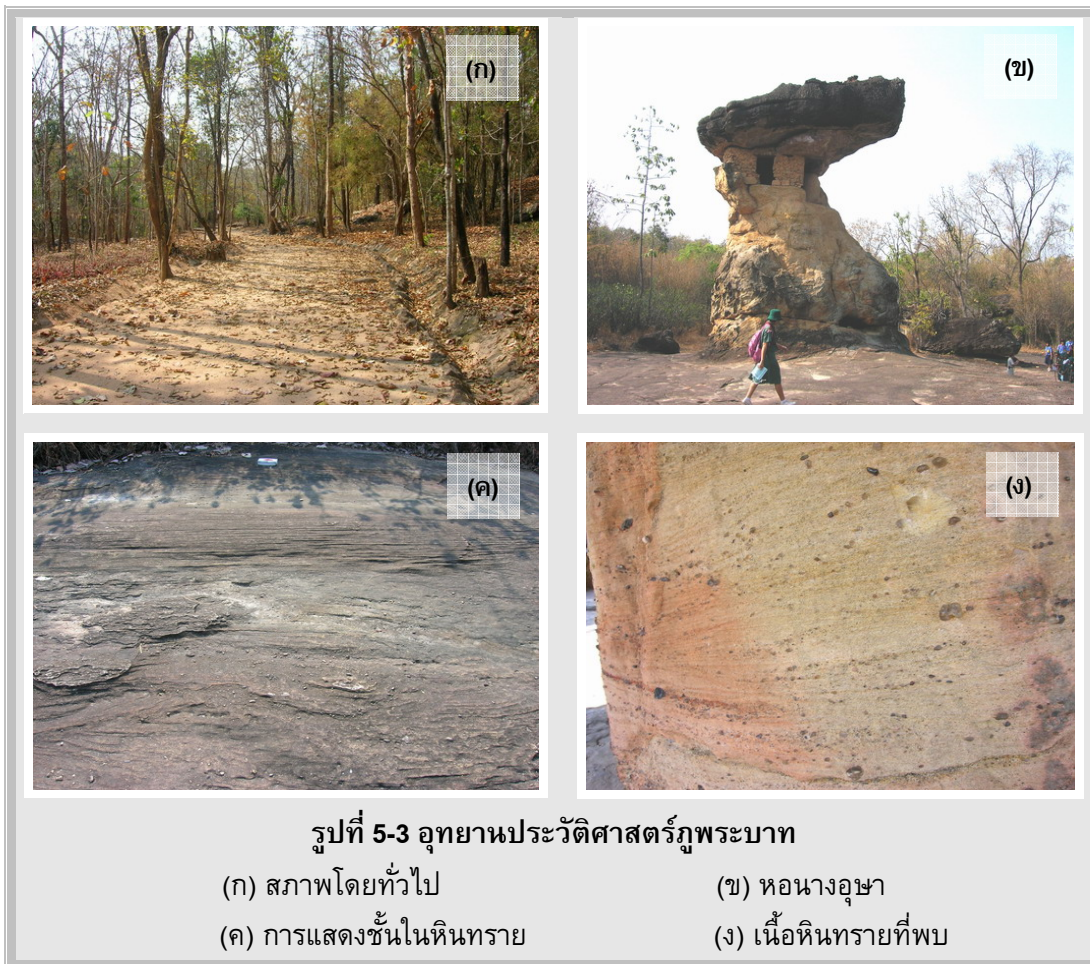 (ก)
(ข)
(ค)
(ง)
รูปที่ 5-3 อุทยานประวัติศาสตร์ภูพระบาท
(ก) สภาพโดยทั่วไป (ข) หอนางอุษา
(ค) การแสดงชั้นในหินทราย (ง) เนื้อหินทรายที่พบ